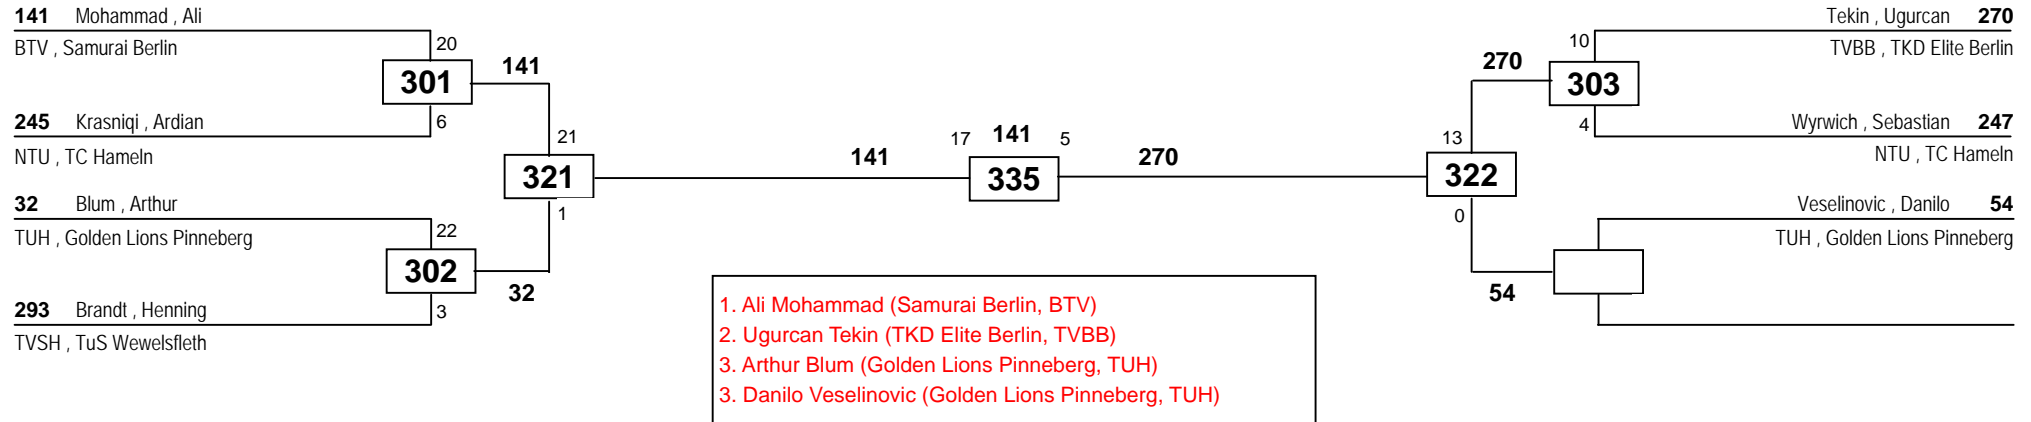 141 Mohammad , Ali
BTV , Samurai Berlin
20
301
141
6
245 Krasniqi , Ardian
NTU , TC Hameln
21
321
1
32 Blum , Arthur
TUH , Golden Lions Pinneberg
22
302
32
3
293 Brandt , Henning
TVSH , TuS Wewelsfleth
141
17 141 5
335
270
Tekin , Ugurcan 270
TVBB , TKD Elite Berlin
10
270
303
4
Wyrwich , Sebastian 247
NTU , TC Hameln
13
322
0
Veselinovic , Danilo 54
TUH , Golden Lions Pinneberg
54
1. Ali Mohammad (Samurai Berlin, BTV)
2. Ugurcan Tekin (TKD Elite Berlin, TVBB)
3. Arthur Blum (Golden Lions Pinneberg, TUH)
3. Danilo Veselinovic (Golden Lions Pinneberg, TUH)